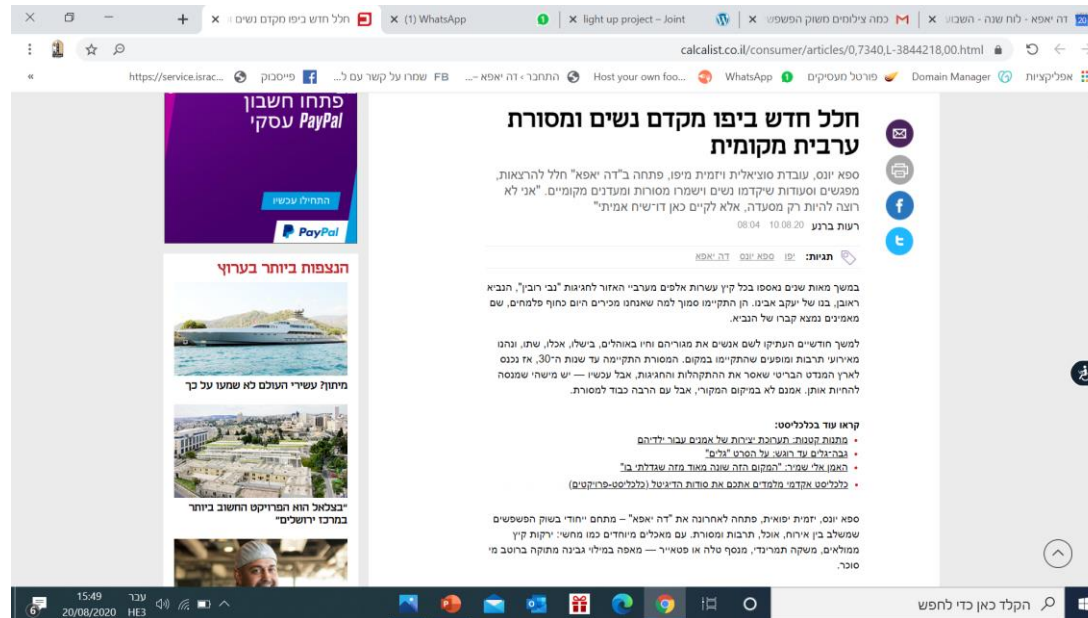 דה יאפא - לוח שנה - השבוע
כמה צילומים משוק הפשפש
light up project – Joint
(1) WhatsApp
חלל חדש ביפו מקדם נשים ו
calcalist.co.il/consumer/articles/0,7340,L-3844218,00.html
אפליקציות
Domain Manager
פורטל מעסיקים
WhatsApp
Host your own foo...
התחבר ‹ דה יאפא –...
FB שמרו על קשר עם ל...
פייסבוק
https://service.israc...
חלל חדש ביפו מקדם נשים ומסורת
ערבית מקומית
ספא יונס, עובדת סוציאלית ויזמית מיפו, פתחה ב"דה יאפא" חלל להרצאות,
מפגשים וסעודות שיקדמו נשים וישמרו מסורות ומעדנים מקומיים. "אני לא
רוצה להיות רק מסעדה, אלא לקיים כאן דו־שיח אמיתי"
רעות ברנע 10.08.20 08:04
תגיות: יפו ספא יונס דה יאפא
במשך מאות שנים נאספו בכל קיץ עשרות אלפים מערביי האזור לחגיגות "נבי רובין", הנביא
ראובן, בנו של יעקב אבינו. הן התקיימו סמוך למה שאנחנו מכירים היום כחוף פלמחים, שם
מאמינים נמצא קברו של הנביא.
למשך חודשיים העתיקו לשם אנשים את מגוריהם וחיו באוהלים, בישלו, אכלו, שתו, ונהנו
מאירועי תרבות ומופעים שהתקיימו במקום. המסורת התקיימה עד שנות ה־30, אז נכנס
לארץ המנדט הבריטי שאסר את ההתקהלות והחגיגות, אבל עכשיו — יש מישהי שמנסה
להחיות אותן. אמנם לא במיקום המקורי, אבל עם הרבה כבוד למסורת.
קראו עוד בכלכליסט:
מתנות קטנות: תערוכת יצירות של אמנים עבור ילדיהם
גבה-גלים עד רוגש: על הסרט "גלים"
האמן אלי שמיר: "המקום הזה שונה מאוד מזה שגדלתי בו"
כלכליסט אקדמי מלמדים אתכם את סודות הדיגיטל (כלכליסט-פרויקטים)
ספא יונס, יזמית יפואית, פתחה לאחרונה את "דה יאפא" – מתחם ייחודי בשוק הפשפשים
שמשלב בין אירוח, אוכל, תרבות ומסורת. עם מאכלים מיוחדים כמו מחשי: ירקות קיץ
ממולאים, משקה תמרינדי, מנסף טלה או פטאייר — מאפה במילוי גבינה מתוקה ברוטב מי
סוכר.
פתחו חשבון
PayPal עסקי
התחילו עכשיו
PayPal
הנצפות ביותר בערוץ
מיתון? עשירי העולם לא שמעו על כך
"בצלאל הוא הפרויקט החשוב ביותר
במרכז ירושלים"
הקלד כאן כדי לחפש
עבר
HE3
15:49
20/08/2020
6